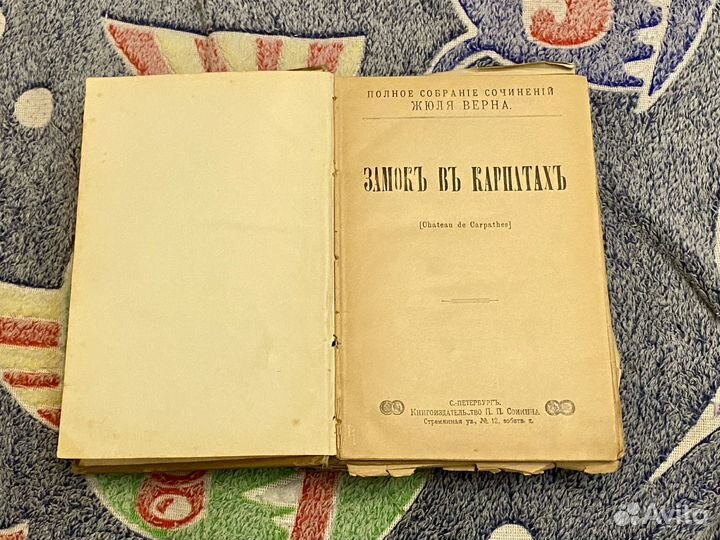 ПОЛНОЕ СОБРАНІЕ СОЧИНЕНІЙ
ЖЮЛЯ ВЕРНА.
ЗАМОКЪ ВЪ КАРПАТАХЪ
[Château de Carpathes]
С.-ПЕТЕРБУРГЪ.
Книгоиздательство П. П. Сойкина.
Стремянная ул., № 12, собств. д.
Avito